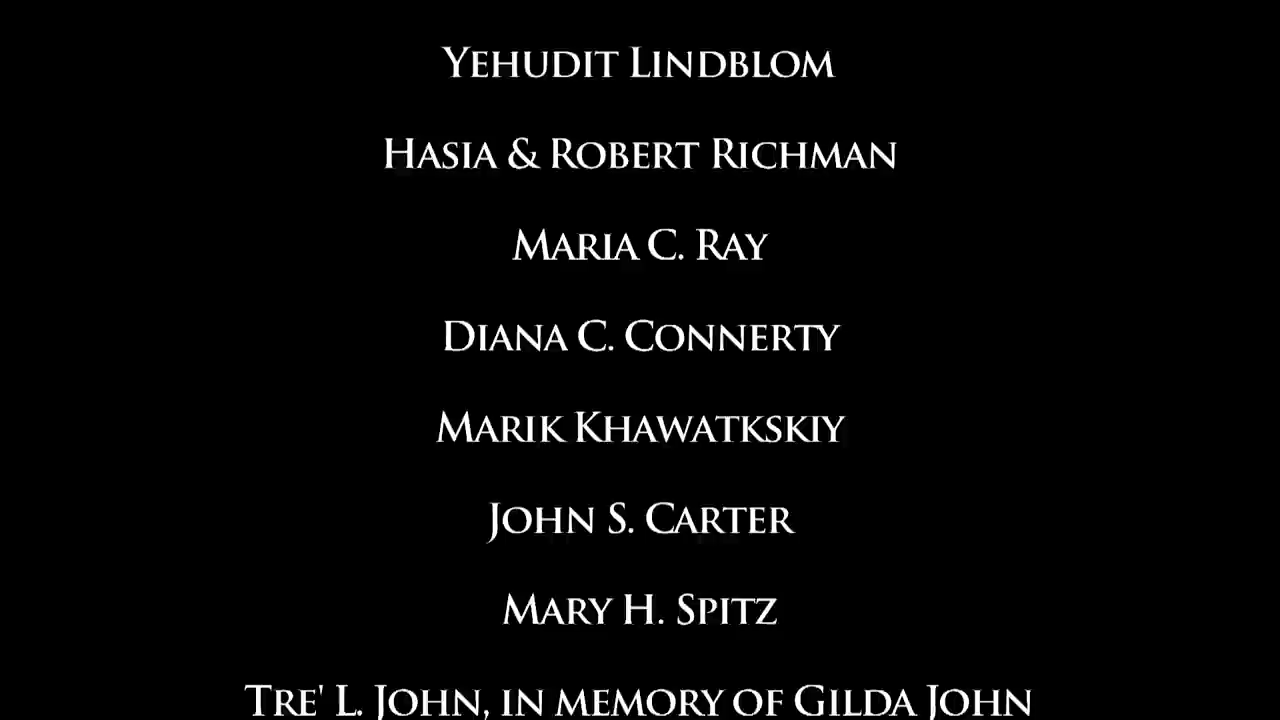 Yehudit Lindblom
Hasia & Robert Richman
Maria C. Ray
Diana C. Connerty
Marik Khawatkskiy
John S. Carter
Mary H. Spitz
Tre' L. John, in memory of Gilda John